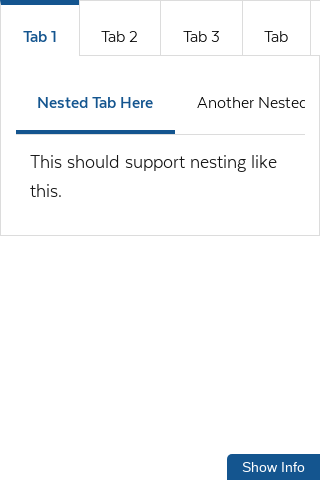 Tab 1 Tab 2 Tab 3 Tab
Nested Tab Here Another
This should support nesting like
this.
Show Info